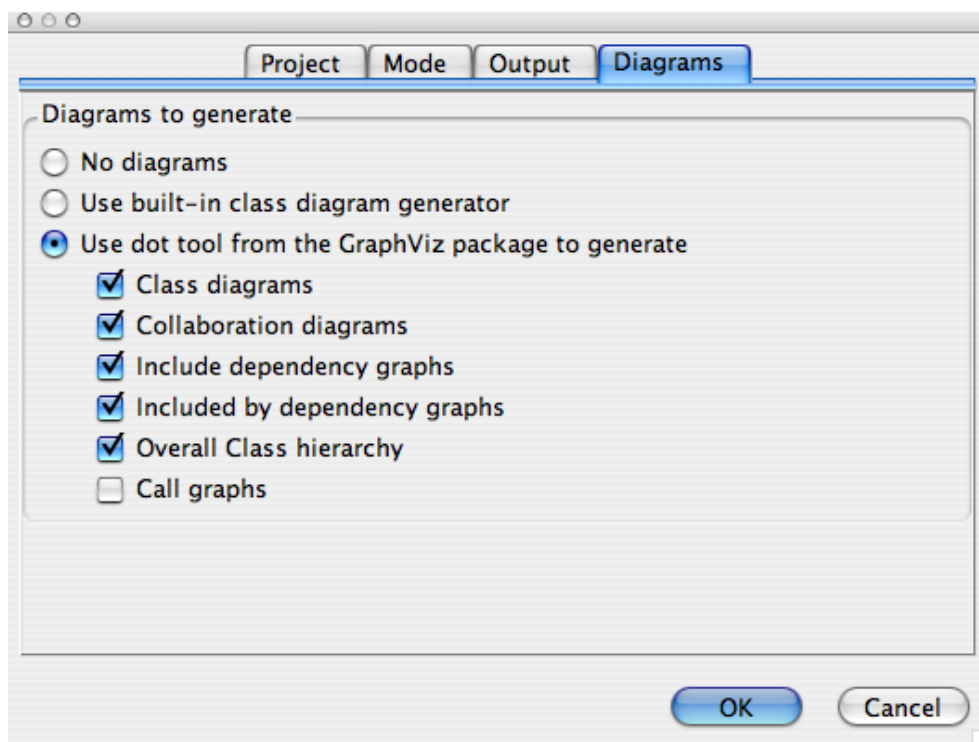 Project Mode Output Diagrams
Diagrams to generate
No diagrams
Use built-in class diagram generator
Use dot tool from the GraphViz package to generate
Class diagrams
Collaboration diagrams
Include dependency graphs
Included by dependency graphs
Overall Class hierarchy
Call graphs
OK Cancel